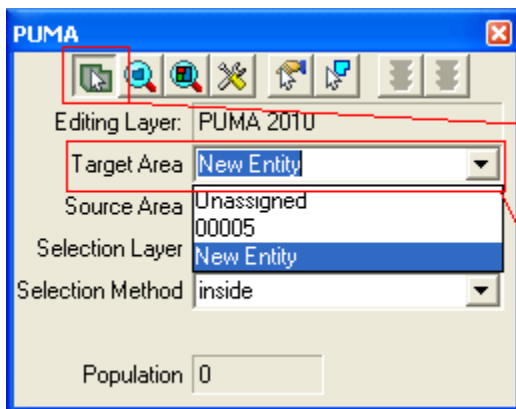 PUMA
Editing Layer: PUMA 2010
Target Area New Entity
Source Area Unassigned
00005
Selection Layer New Entity
Selection Method inside
Population 0